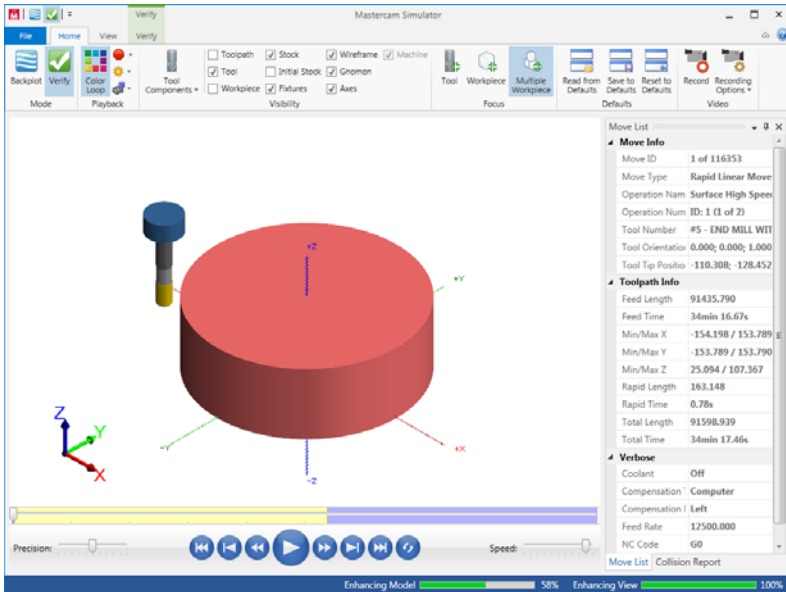 Verify
Mastercam Simulator
File Home View Verify
Backplot Verify
Mode
Color Loop
Playback
Tool Components
Toolpath Stock Wireframe Machine
Tool Initial Stock Gnomon
Workpiece Fixtures Axes
Visibility
Tool Workpiece Multiple Workpiece
Focus
Read from Defaults Save to Defaults Reset to Defaults
Defaults
Record Recording Options
Video
+Z
+Y
-Y
+X
-Z
Z
Y
X
Move List
Move Info
Move ID 1 of 116353
Move Type Rapid Linear Move
Operation Nam Surface High Speed
Operation Num ID: 1 (1 of 2)
Tool Number #5 - END MILL WIT
Tool Orientatio 0.000; 0.000; 1.000
Tool Tip Positio -110.308; -128.452
Toolpath Info
Feed Length 91435.790
Feed Time 34min 16.67s
Min/Max X -154.198 / 153.789
Min/Max Y -153.789 / 153.790
Min/Max Z 25.094 / 107.367
Rapid Length 163.148
Rapid Time 0.78s
Total Length 91598.939
Total Time 34min 17.46s
Verbose
Coolant Off
Compensation T Computer
Compensation I Left
Feed Rate 12500.000
NC Code G0
Move List Collision Report
Precision: Speed:
Enhancing Model 58% Enhancing View 100%